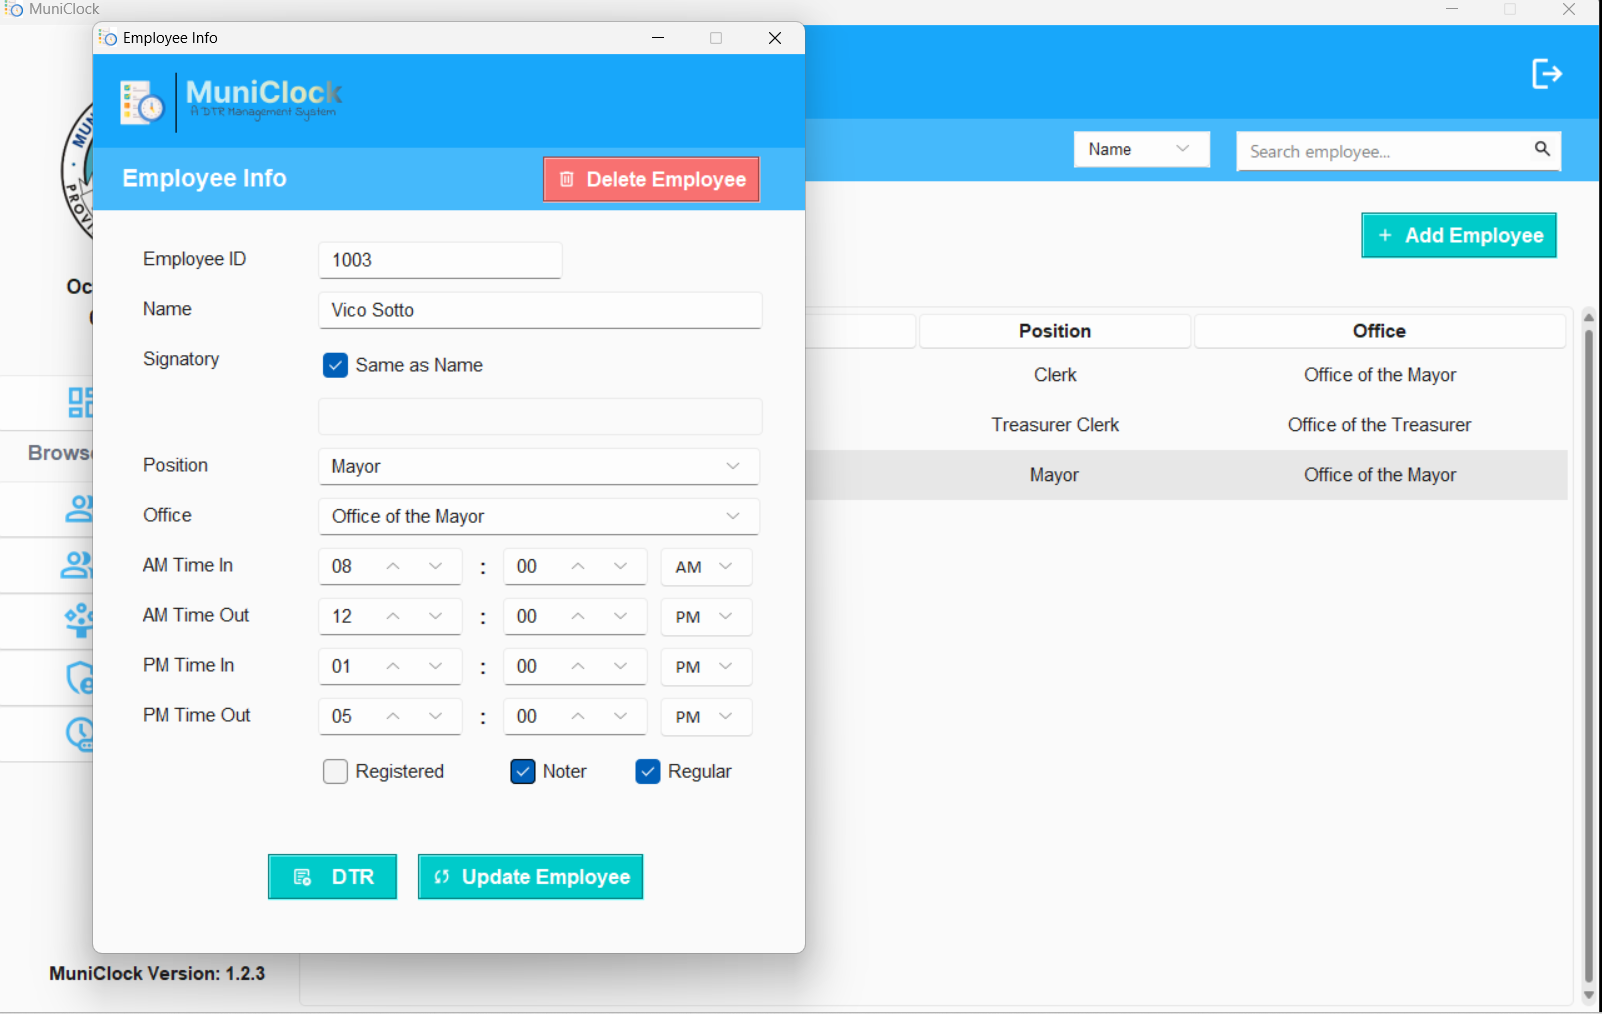 MuniClock
Employee Info
MuniClock
A DTR Management System
Employee Info
Delete Employee
Name
Search employee...
Add Employee
MUN
PROVI
Oc
Employee ID
1003
Name
Vico Sotto
Signatory
Same as Name
Position
Mayor
Office
Office of the Mayor
AM Time In
08 : 00 AM
AM Time Out
12 : 00 PM
PM Time In
01 : 00 PM
PM Time Out
05 : 00 PM
Registered
Noter
Regular
DTR
Update Employee
Position
Office
Clerk
Office of the Mayor
Treasurer Clerk
Office of the Treasurer
Mayor
Office of the Mayor
Brows
MuniClock Version: 1.2.3